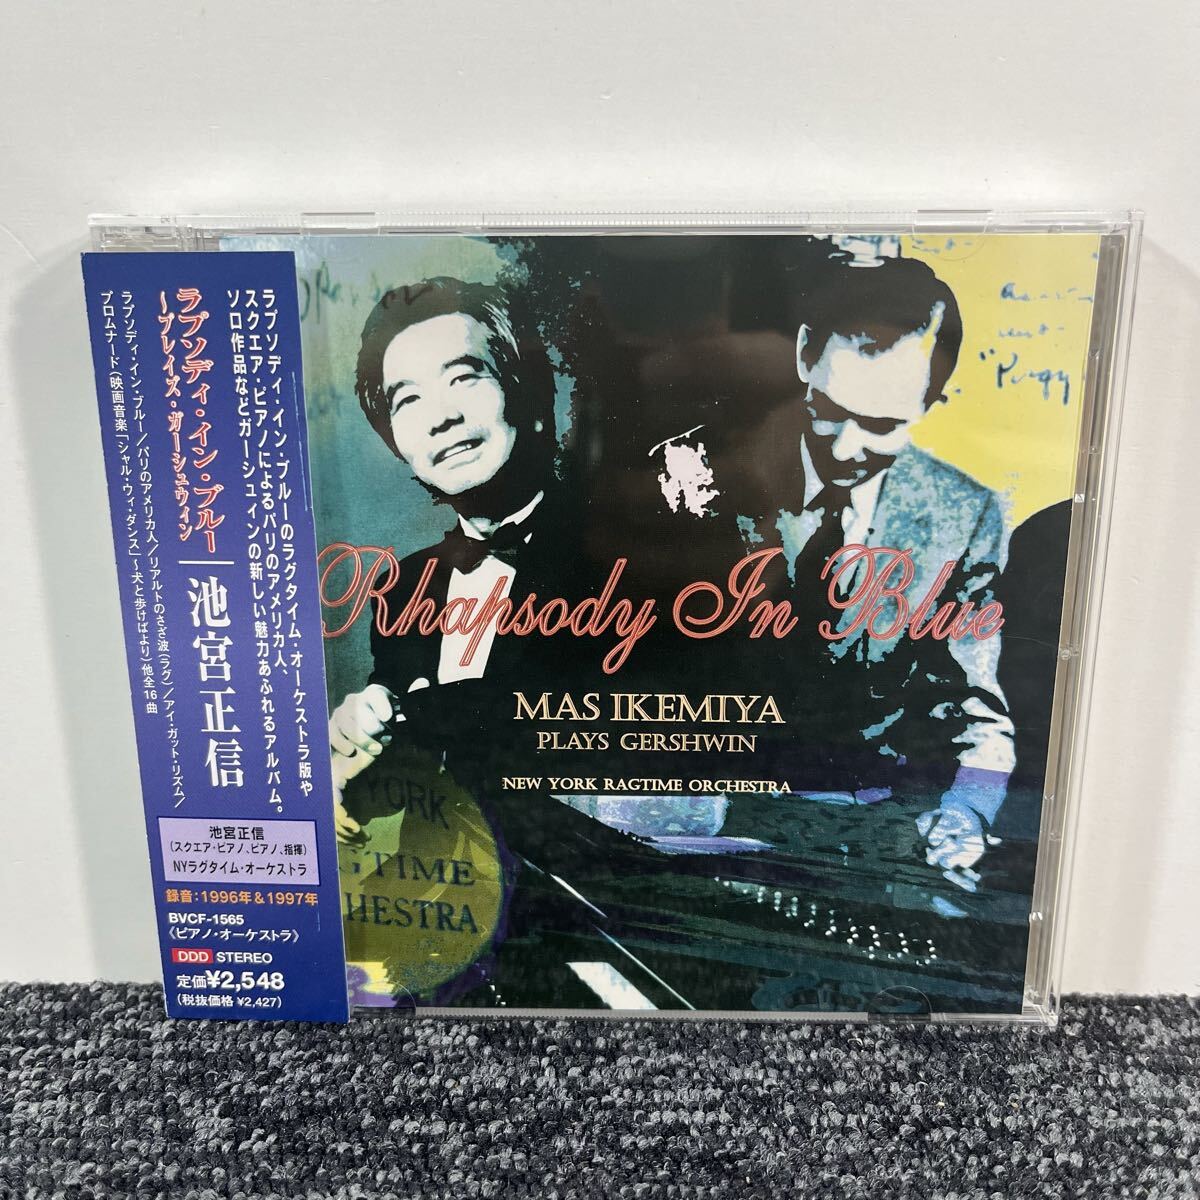 ラプソディ・イン・ブルーのラグタイム・オーケストラ版や
スクエア・ピアノによるパリのアメリカ人、
ソロ作品などガーシュインの新しい魅力あふれるアルバム。
ラプソディ・イン・ブルー
〜プレイズ・ガーシュウィン
池宮正信
ラプソディ・イン・ブルー/パリのアメリカ人/リアルトのさざ波(ラグ)/アイ・ガット・リズム/
プロムナード(映画音楽「シャル・ウィ・ダンス」〜犬と歩けばより)他全16曲
池宮正信
(スクエア・ピアノ、ピアノ、指揮)
NYラグタイム・オーケストラ
録音:1996年&1997年
BVCF-1565
《ピアノ・オーケストラ》
DDD STEREO
定価¥2,548
(税抜価格 ¥2,427)
Rhapsody In Blue
MAS IKEMIYA
PLAYS GERSHWIN
NEW YORK RAGTIME ORCHESTRA
YORK
GTIME
HESTRA